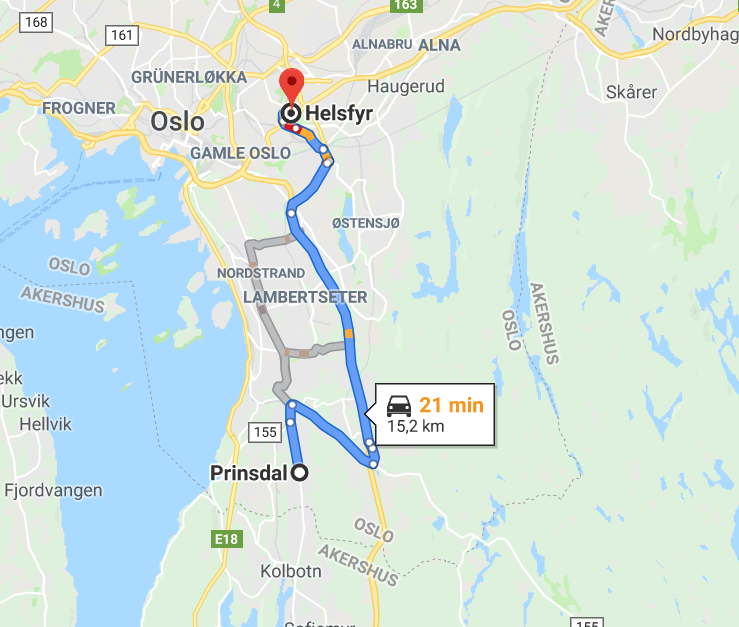 4
163
168
161
AKER
Nordbyhag
ALNABRU
ALNA
GRÜNERLØKKA
Haugerud
Skårer
FROGNER
Oslo
Helsfyr
GAMLE OSLO
ØSTENSJØ
OSLO
AKERSHUS
NORDSTRAND
LAMBERTSETER
OSLO
AKERSHUS
ngen
ekk
Ursvik
Hellvik
21 min
15,2 km
155
Prinsdal
Fjordvangen
E18
OSLO
AKERSHUS
Kolbotn
155